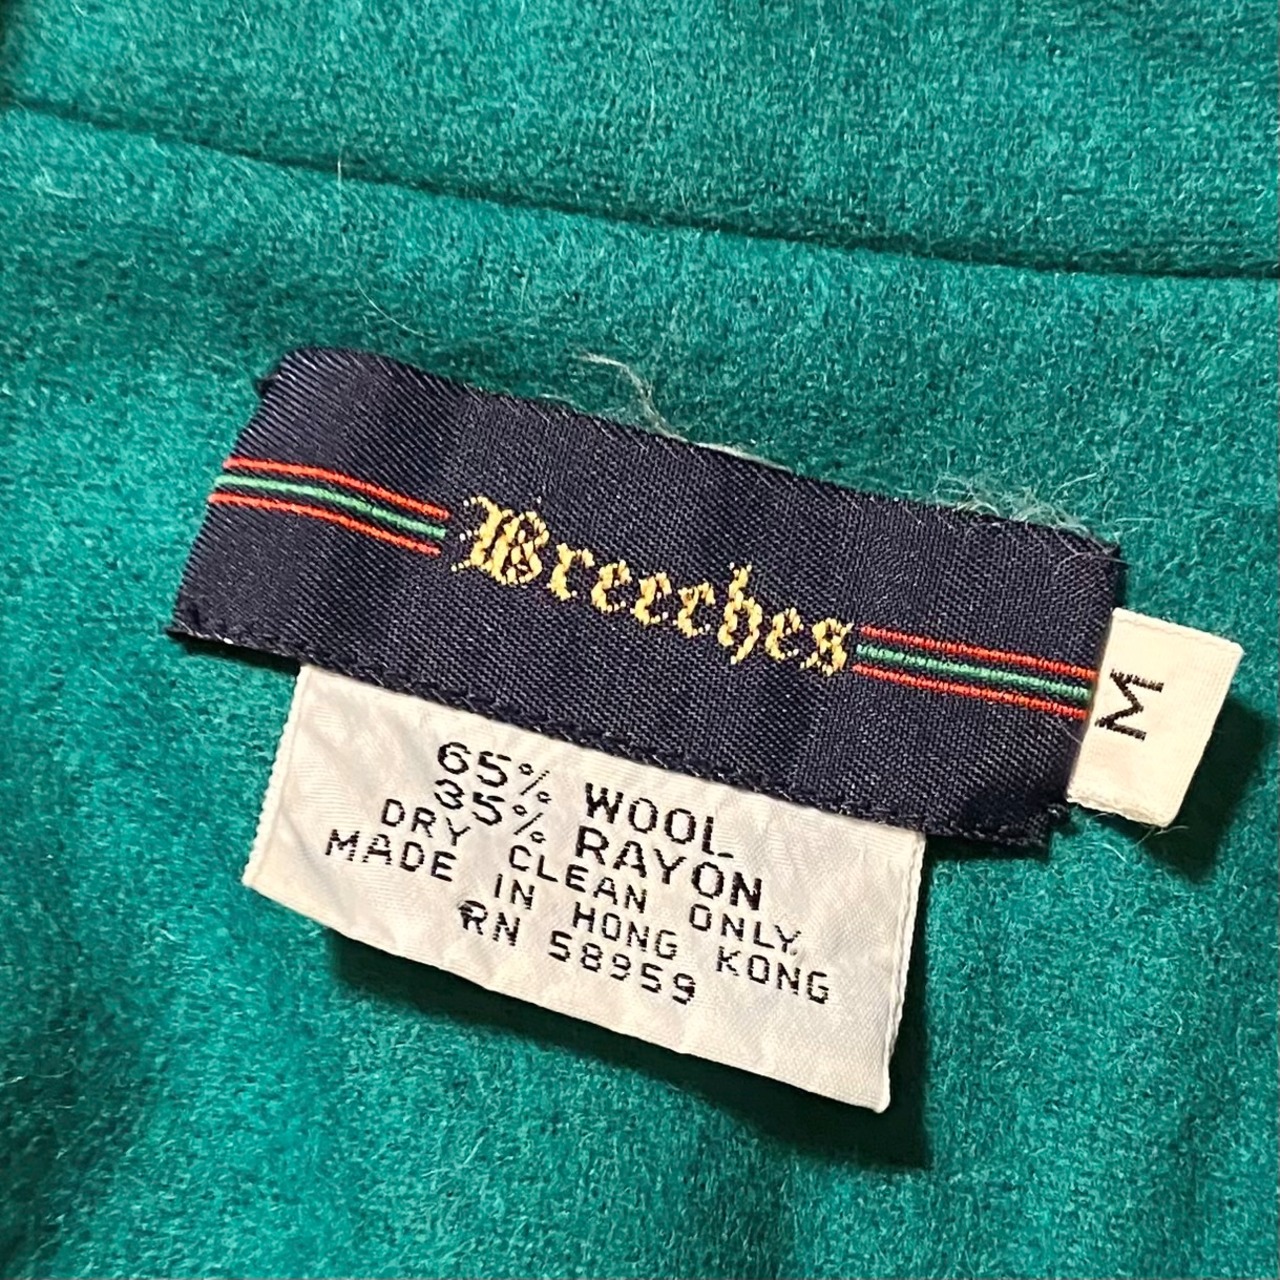 Breeches
M
65% WOOL
35% RAYON
DRY CLEAN ONLY
MADE IN HONG KONG
RN 58959